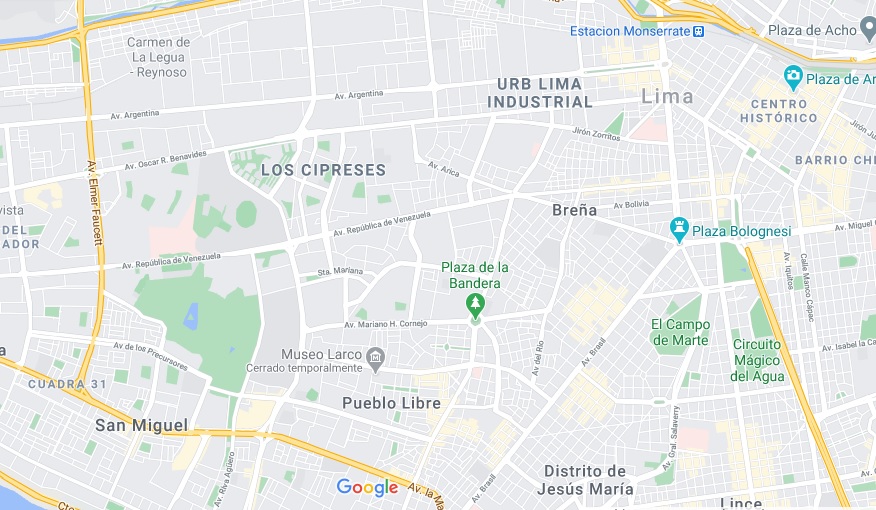 Estacion Monserrate
Plaza de Acho
Carmen de
La Legua
- Reynoso
Plaza de Ar
URB LIMA
INDUSTRIAL
Lima
CENTRO
HISTÓRICO
Av. Argentina
Av. Argentina
Jirón Zorritos
Jirón Jun
Av. Oscar R. Benavides
BARRIO CHI
LOS CIPRESES
Av. Arica
Av. Elmer Faucett
vista
DEL
ADOR
Av Bolivia
Breña
Av. República de Venezuela
Plaza Bolognesi
Av. Miguel G
Av. República de Venezuela
Sta. Mariana
Plaza de la
Bandera
Av. Iquitos
Calle Manco Cápac
Av. Mariano H. Cornejo
El Campo
de Marte
Circuito
Mágico
del Agua
Av. Isabel la Ca
a
Av de los Precursores
Museo Larco
Cerrado temporalmente
Av del Río
Av. Brasil
CUADRA 31
Pueblo Libre
San Miguel
Av. Gral. Salaverry
Av. Riva Agüero
Google
Av. la Ma
Av. Brasil
Distrito de
Jesús María
Lince
Cto